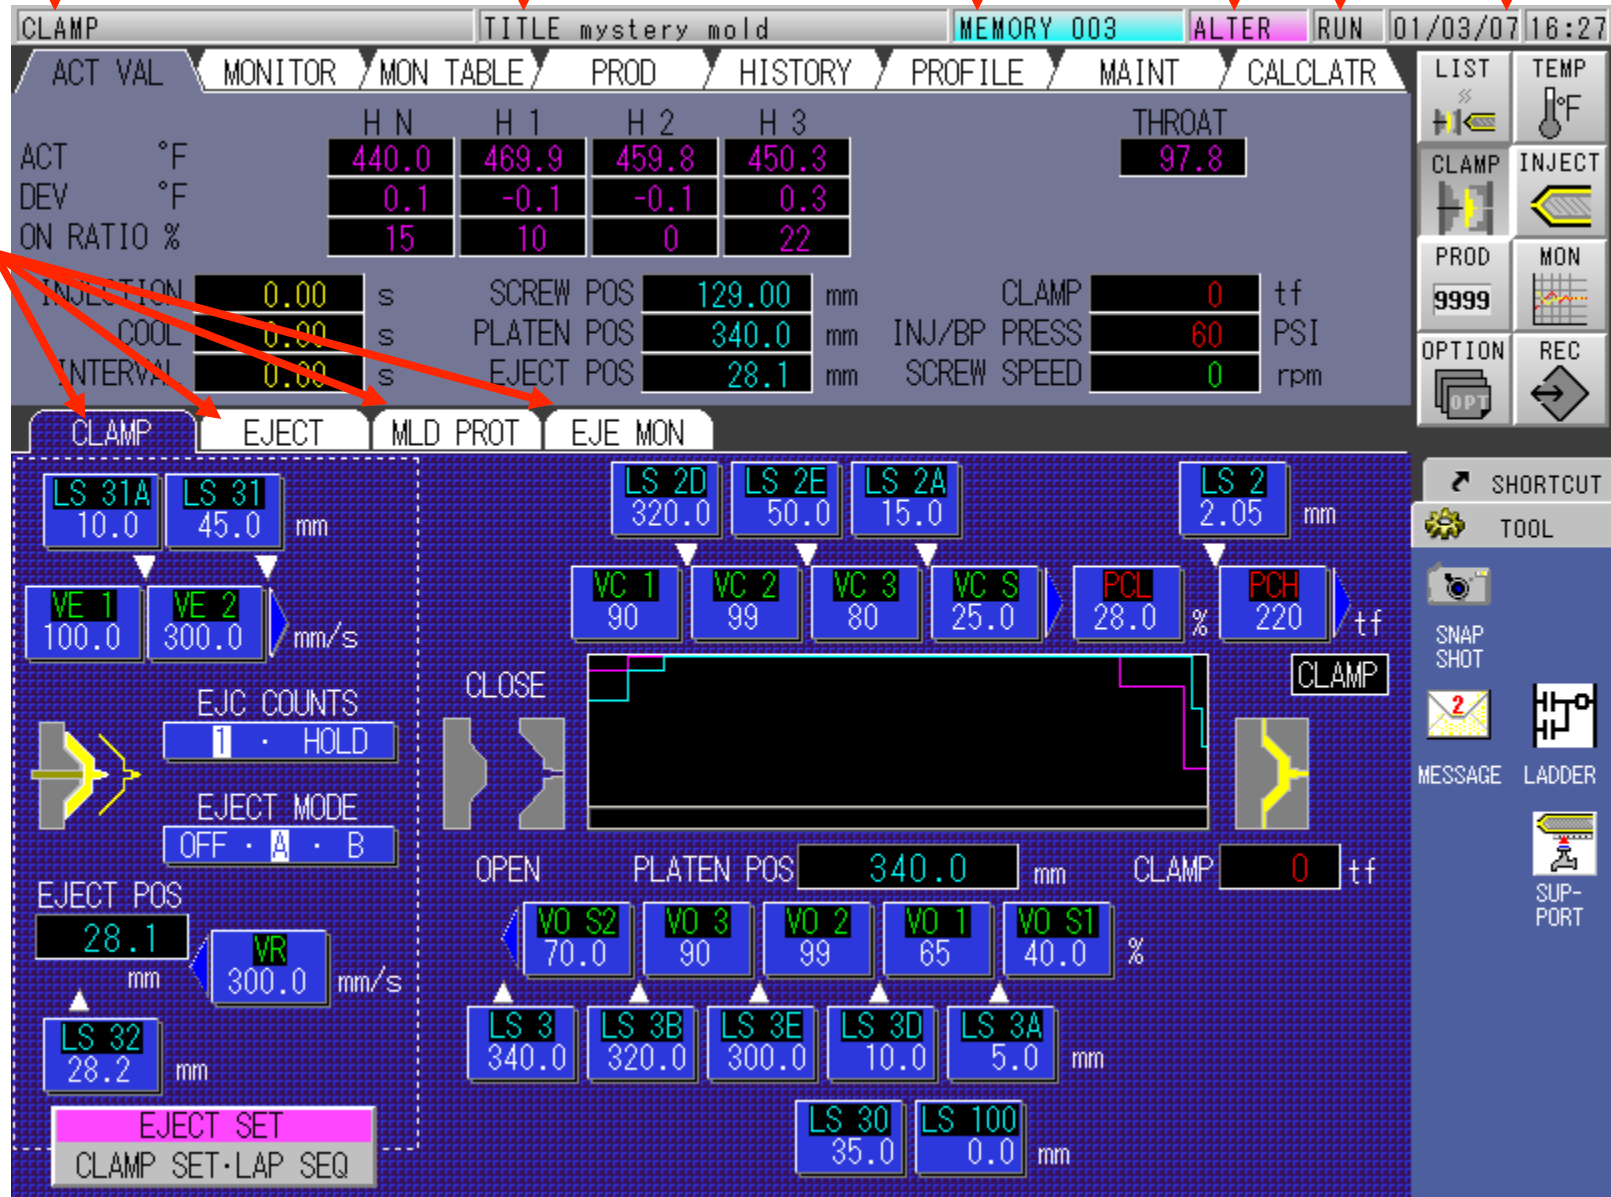 CLAMP TITLE mystery mold MEMORY 003 ALTER RUN 01/03/07 16:27
ACT VAL MONITOR MON TABLE PROD HISTORY PROFILE MAINT CALCLATR
LIST TEMP
°F
H N H 1 H 2 H 3 THROAT
ACT °F 440.0 469.9 459.8 450.3 97.8
DEV °F 0.1 -0.1 -0.1 0.3
ON RATIO % 15 10 0 22
CLAMP INJECT
PROD MON
9999
INJECTION 0.00 s SCREW POS 129.00 mm CLAMP 0 tf
COOL 0.00 s PLATEN POS 340.0 mm INJ/BP PRESS 60 PSI
INTERVAL 0.00 s EJECT POS 28.1 mm SCREW SPEED 0 rpm
OPTION REC
OPT
CLAMP EJECT MLD PROT EJE MON
SHORTCUT
TOOL
LS 31A LS 31
10.0 45.0 mm
VE 1 VE 2
100.0 300.0 mm/s
EJC COUNTS
1 · HOLD
EJECT MODE
OFF · A · B
EJECT POS
28.1
mm
VR
300.0 mm/s
LS 32
28.2 mm
EJECT SET
CLAMP SET·LAP SEQ
LS 2D LS 2E LS 2A LS 2
320.0 50.0 15.0 2.05 mm
VC 1 VC 2 VC 3 VC S PCL PCH
90 99 80 25.0 28.0 % 220 tf
CLOSE CLAMP
OPEN PLATEN POS 340.0 mm CLAMP 0 tf
VO S2 VO 3 VO 2 VO 1 VO S1
70.0 90 99 65 40.0 %
LS 3 LS 3B LS 3E LS 3D LS 3A
340.0 320.0 300.0 10.0 5.0 mm
LS 30 LS 100
35.0 0.0 mm
SNAP
SHOT
2
MESSAGE LADDER
SUP-
PORT